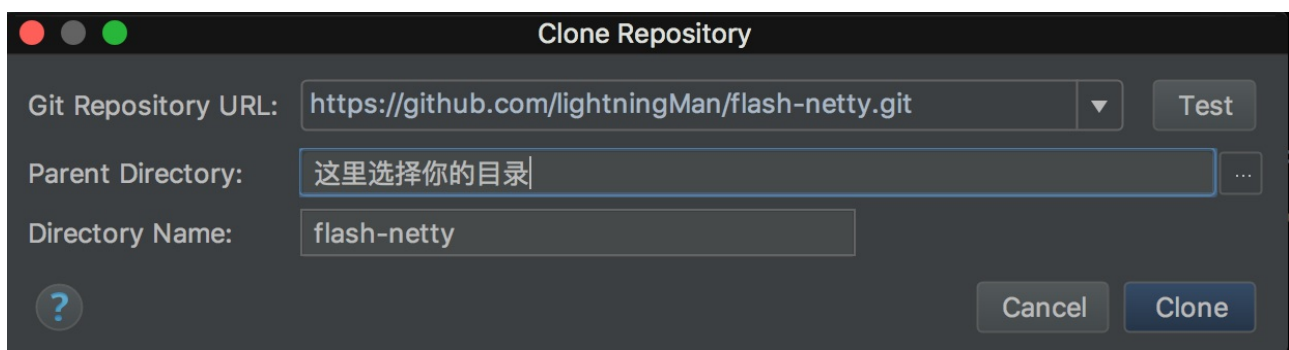 Clone Repository
Git Repository URL: https://github.com/lightningMan/flash-netty.git Test
Parent Directory: 这里选择你的目录 ...
Directory Name: flash-netty
? Cancel Clone